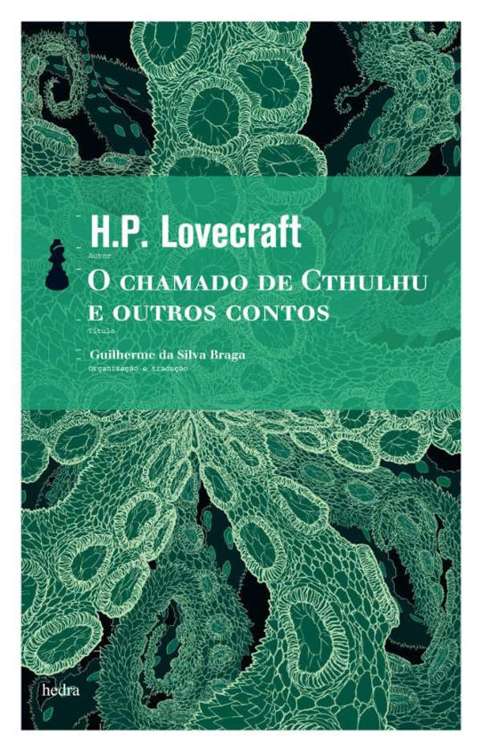 H.P. Lovecraft
Autor
O CHAMADO DE CTHULHU
E OUTROS CONTOS
Título
Guilherme da Silva Braga
Organização e tradução
hedra